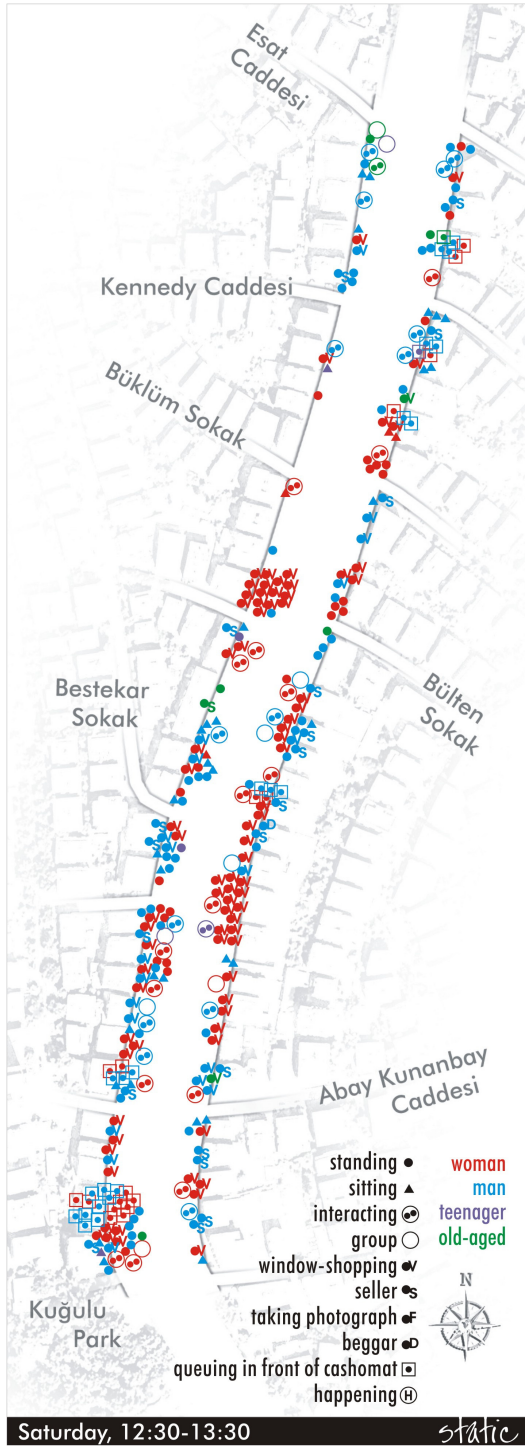 Esat
Caddesi
Kennedy Caddesi
Büklüm Sokak
Bestekar
Sokak
Bülten
Sokak
Abay Kunanbay
Caddesi
standing
woman
sitting
man
interacting
teenager
group
old-aged
window-shopping V
seller S
taking photograph F
N
beggar D
queuing in front of cashomat
happening H
Kuğulu
Park
Saturday, 12:30-13:30
static